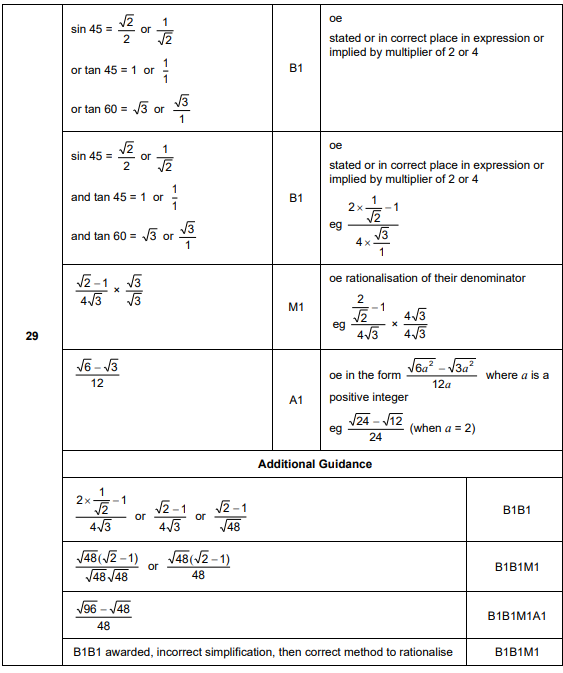 sin 45 = √2/2 or 1/√2
or tan 45 = 1 or 1/1
or tan 60 = √3 or √3/1
B1
oe
stated or in correct place in expression or
implied by multiplier of 2 or 4
sin 45 = √2/2 or 1/√2
and tan 45 = 1 or 1/1
and tan 60 = √3 or √3/1
B1
oe
stated or in correct place in expression or
implied by multiplier of 2 or 4
eg (2 × 1/√2 – 1)/(4 × √3/1)
29
(√2 – 1)/(4√3) × √3/√3
M1
oe rationalisation of their denominator
eg (2/√2 – 1)/(4√3) × 4√3/4√3
(√6 – √3)/12
A1
oe in the form (√6a² – √3a²)/12a where a is a
positive integer
eg (√24 – √12)/24 (when a = 2)
Additional Guidance
(2 × 1/√2 – 1)/(4√3) or (√2 – 1)/(4√3) or (√2 – 1)/√48
B1B1
√48(√2 – 1)/(√48√48) or √48(√2 – 1)/48
B1B1M1
(√96 – √48)/48
B1B1M1A1
B1B1 awarded, incorrect simplification, then correct method to rationalise
B1B1M1